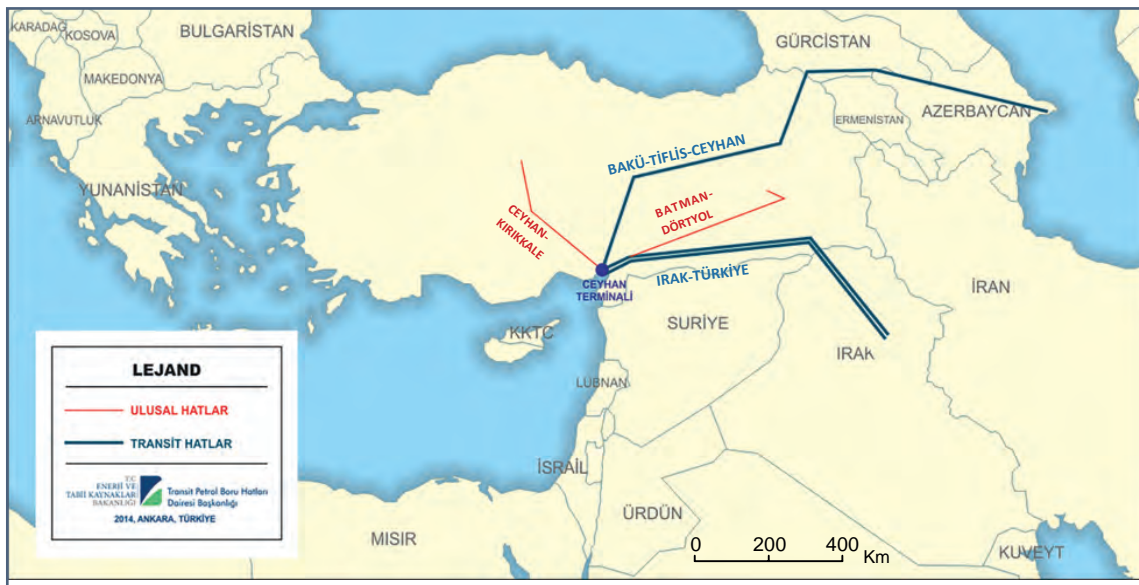 KARADAĞ
KOSOVA
BULGARİSTAN
MAKEDONYA
ARNAVUTLUK
YUNANİSTAN
GÜRCİSTAN
ERMENİSTAN
AZERBAYCAN
BAKÜ-TİFLİS-CEYHAN
BATMAN-
DÖRTYOL
CEYHAN-
KIRIKKALE
IRAK-TÜRKİYE
CEYHAN
TERMİNALİ
KKTC
SURİYE
IRAK
İRAN
LÜBNAN
İSRAİL
ÜRDÜN
MISIR
KUVEYT
0 200 400
Km
LEJAND
ULUSAL HATLAR
TRANSİT HATLAR
T.C
ENERJİ VE
TABİİ KAYNAKLARI
BAKANLIĞI
Transit Petrol Boru Hatları
Dairesi Başkanlığı
2014, ANKARA, TÜRKİYE